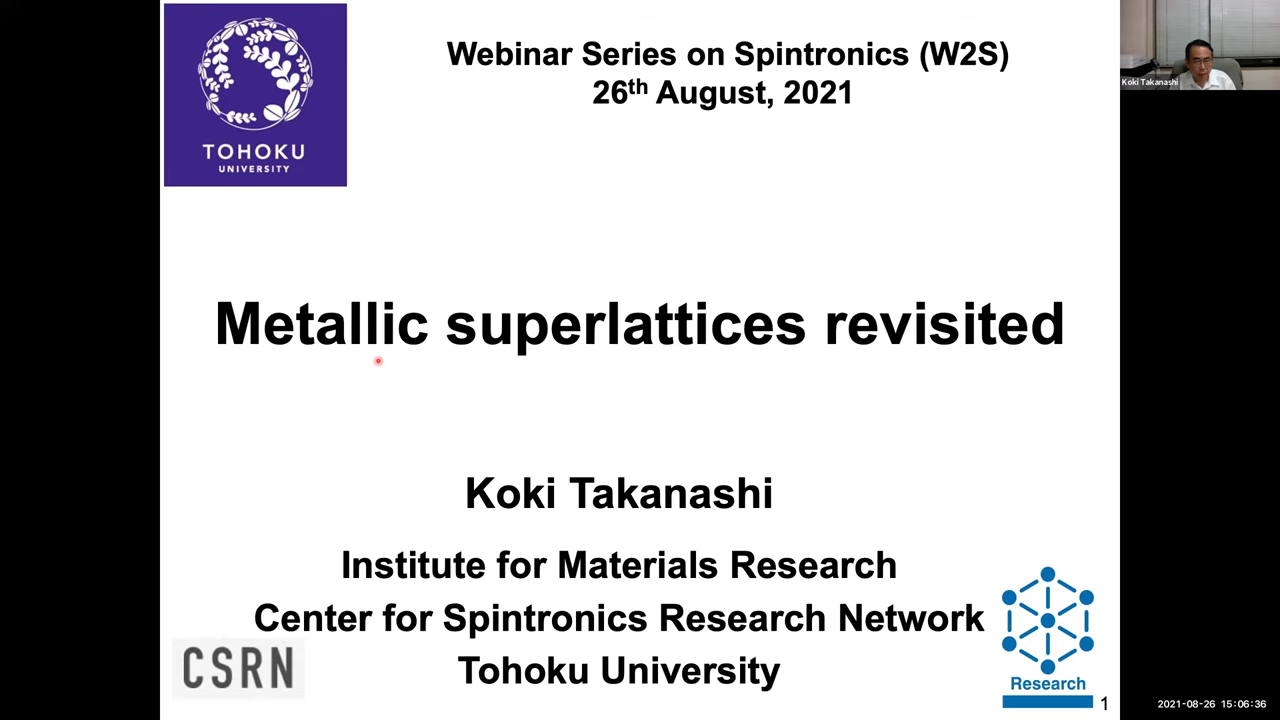 TOHOKU
UNIVERSITY
Webinar Series on Spintronics (W2S)
26th August, 2021
Koki Takanashi
Metallic superlattices revisited
Koki Takanashi
Institute for Materials Research
Center for Spintronics Research Network
Tohoku University
CSRN
Research
1
2021-08-26 15:06:36